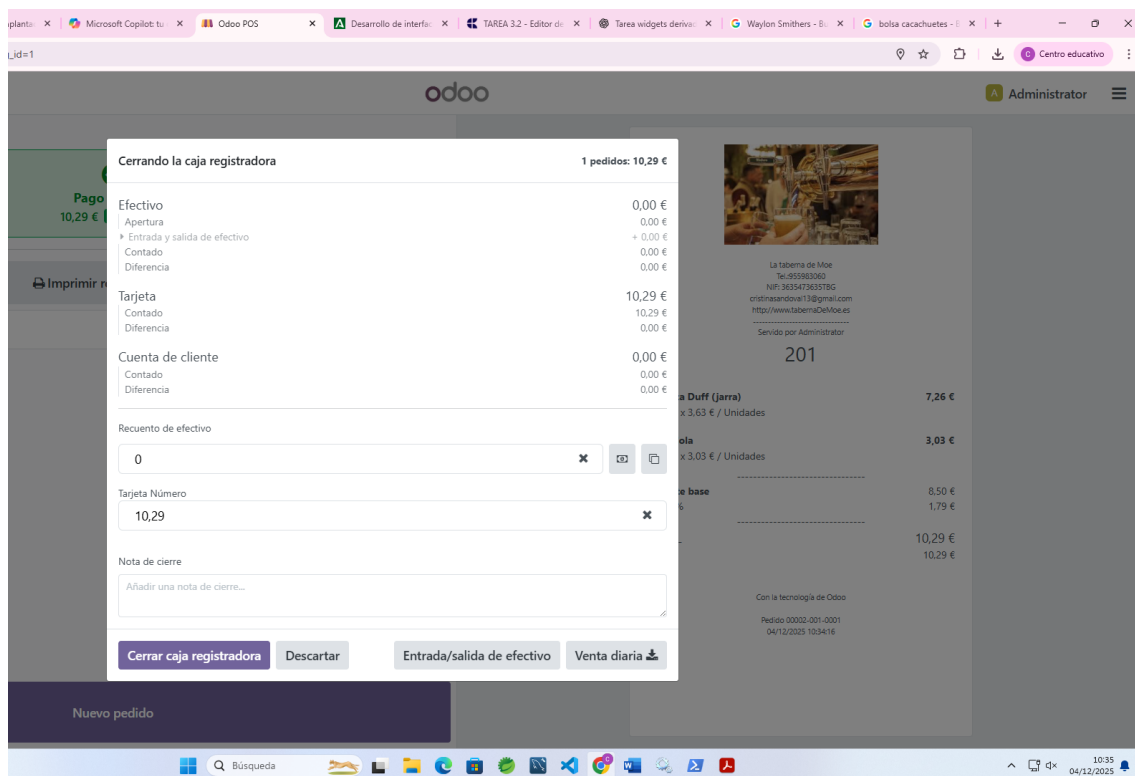 Microsoft Copilot: tu
Odoo POS
Desarrollo de interfac
TAREA 3.2 - Editor de
Tarea widgets derivac
Waylon Smithers - Bu
bolsa cacachuetes - B
_id=1
Centro educativo
odoo
A Administrator
Cerrando la caja registradora 1 pedidos: 10,29 €
Efectivo 0,00 €
Apertura 0,00 €
Entrada y salida de efectivo + 0,00 €
Contado 0,00 €
Diferencia 0,00 €
Tarjeta 10,29 €
Contado 10,29 €
Diferencia 0,00 €
Cuenta de cliente 0,00 €
Contado 0,00 €
Diferencia 0,00 €
Recuento de efectivo
0
Tarjeta Número
10,29
Nota de cierre
Añadir una nota de cierre...
Cerrar caja registradora Descartar Entrada/salida de efectivo Venta diaria
Pago
10,29 €
Imprimir r
Nuevo pedido
La taberna de Moe
Tel.:955983060
NIF: 3635473635TBG
cristinasandoval13@gmail.com
http://www.tabernaDeMoe.es
--------------------------------
Servido por Administrator
201
a Duff (jarra) 7,26 €
x 3,63 € / Unidades
ola 3,03 €
x 3,03 € / Unidades
--------------------------------
e base 8,50 €
1,79 €
--------------------------------
10,29 €
10,29 €
Con la tecnología de Odoo
Pedido 00002-001-0001
04/12/2025 10:34:16
Búsqueda
10:35
04/12/2025